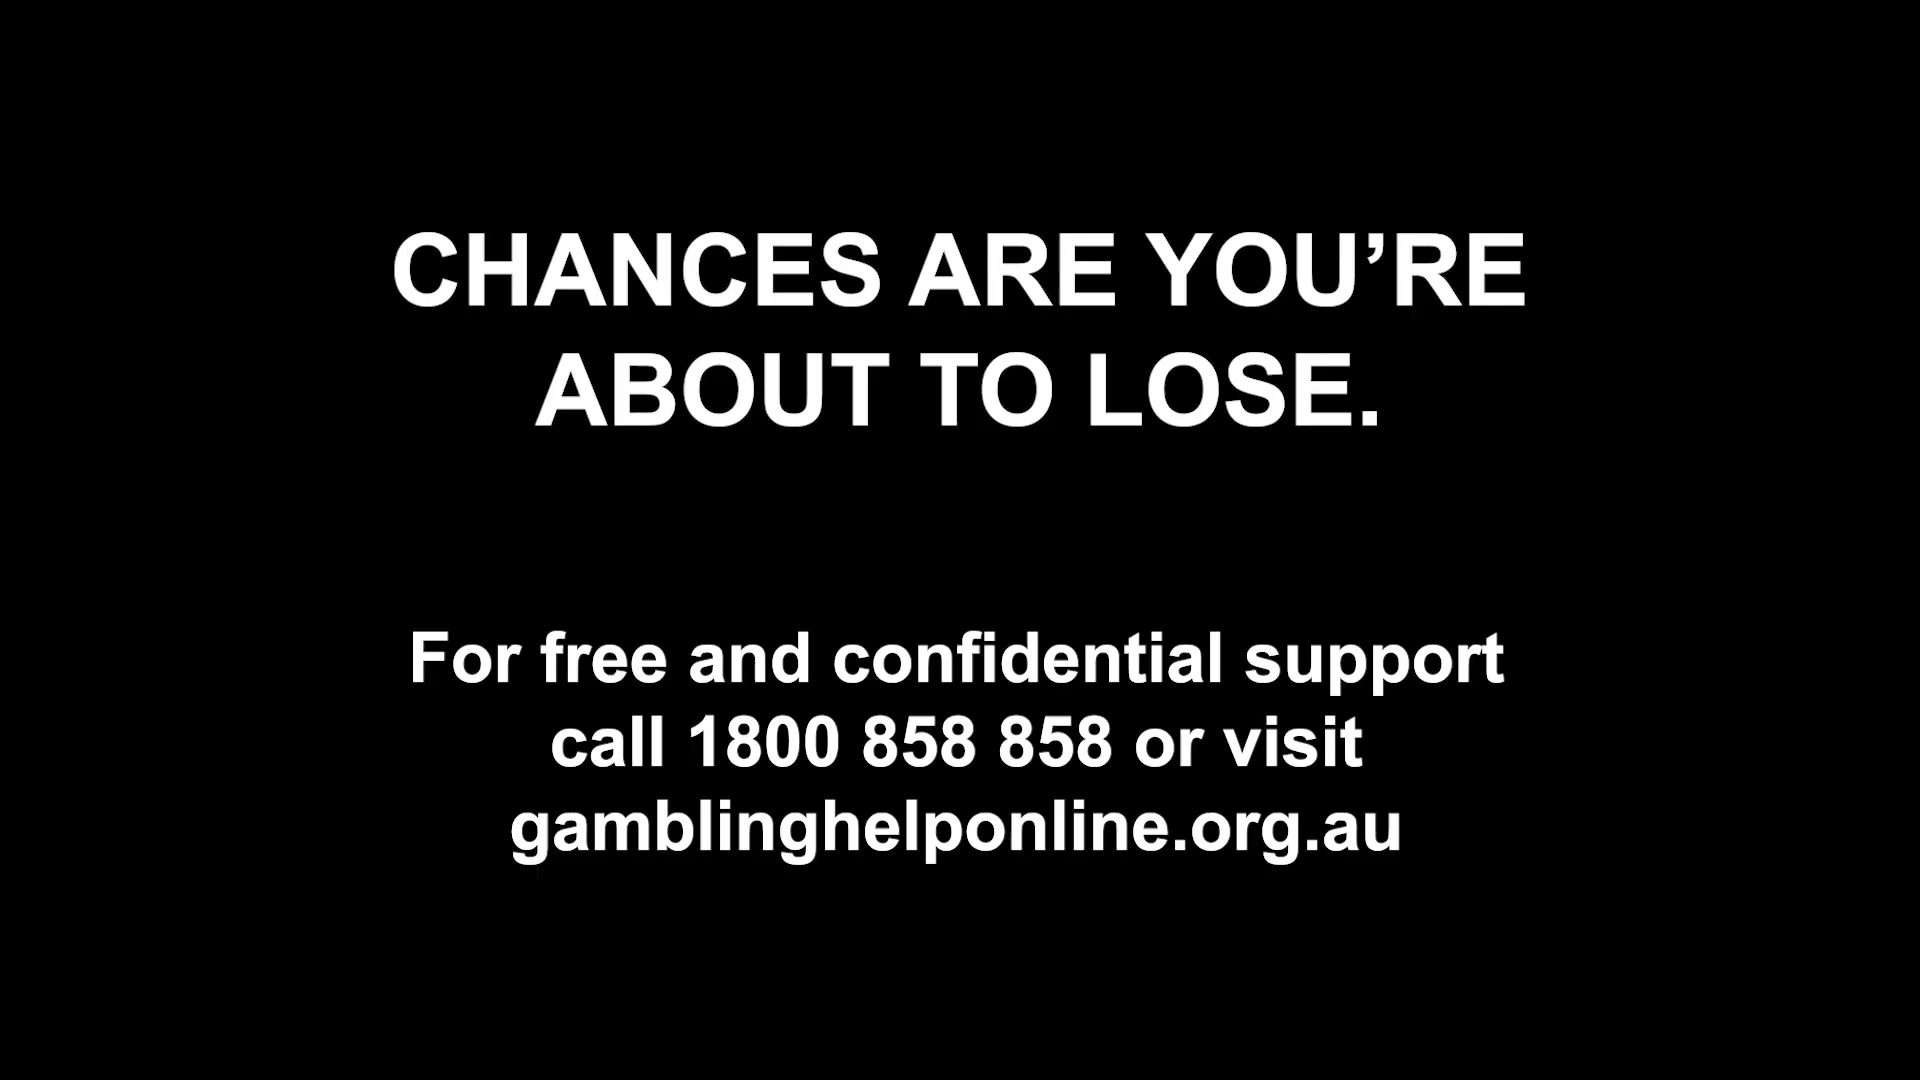 CHANCES ARE YOU’RE
ABOUT TO LOSE.
For free and confidential support
call 1800 858 858 or visit
gamblinghelponline.org.au